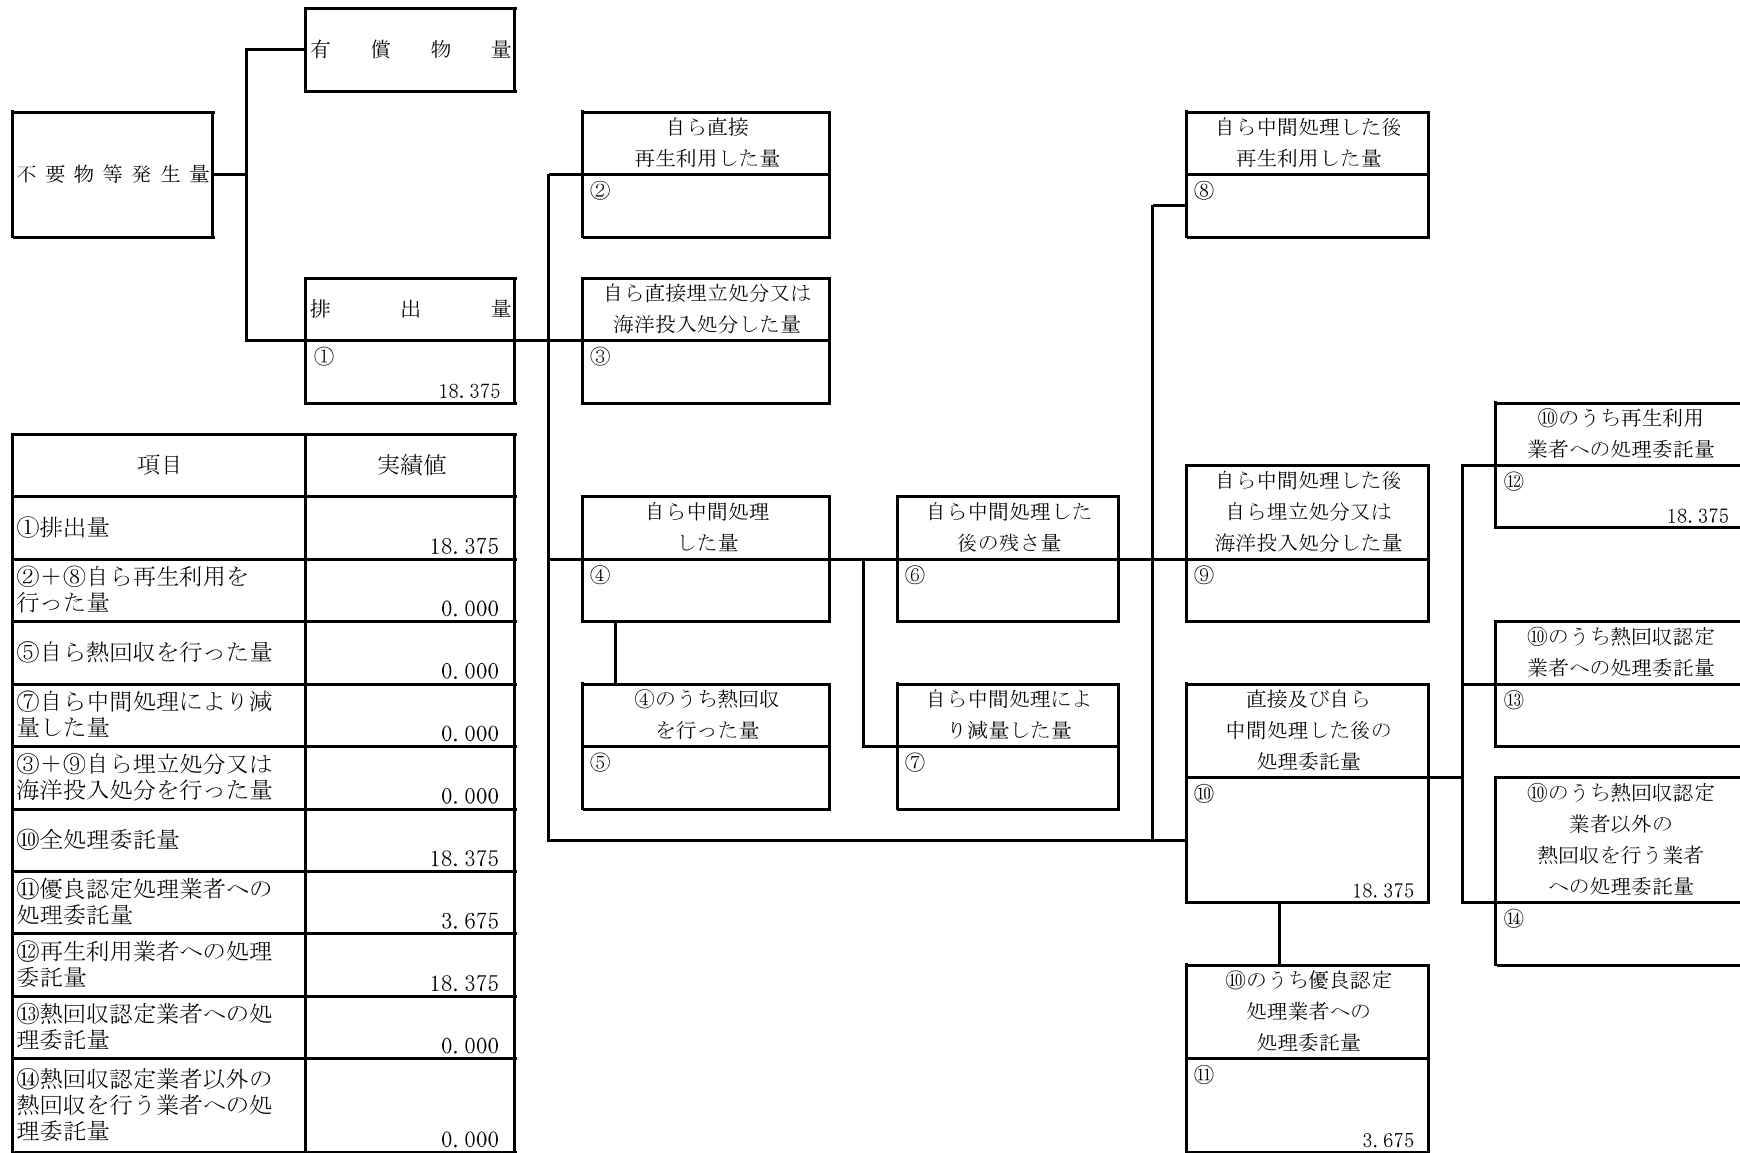 有償物量
不要物等発生量
排出量
①
18.375
自ら直接
再生利用した量
②
自ら直接埋立処分又は
海洋投入処分した量
③
自ら中間処理した後
再生利用した量
⑧
項目 実績値
①排出量
18.375
②+⑧自ら再生利用を
行った量
0.000
⑤自ら熱回収を行った量
0.000
⑦自ら中間処理により減
量した量
0.000
③+⑨自ら埋立処分又は
海洋投入処分を行った量
0.000
⑩全処理委託量
18.375
⑪優良認定処理業者への
処理委託量
3.675
⑫再生利用業者への処理
委託量
18.375
⑬熱回収認定業者への処
理委託量
0.000
⑭熱回収認定業者以外の
熱回収を行う業者への処
理委託量
0.000
自ら中間処理
した量
④
④のうち熱回収
を行った量
⑤
自ら中間処理した
後の残さ量
⑥
自ら中間処理によ
り減量した量
⑦
自ら中間処理した後
自ら埋立処分又は
海洋投入処分した量
⑨
直接及び自ら
中間処理した後の
処理委託量
⑩
18.375
⑩のうち優良認定
処理業者への
処理委託量
⑪
3.675
⑩のうち再生利用
業者への処理委託量
⑫
18.375
⑩のうち熱回収認定
業者への処理委託量
⑬
⑩のうち熱回収認定
業者以外の
熱回収を行う業者
への処理委託量
⑭